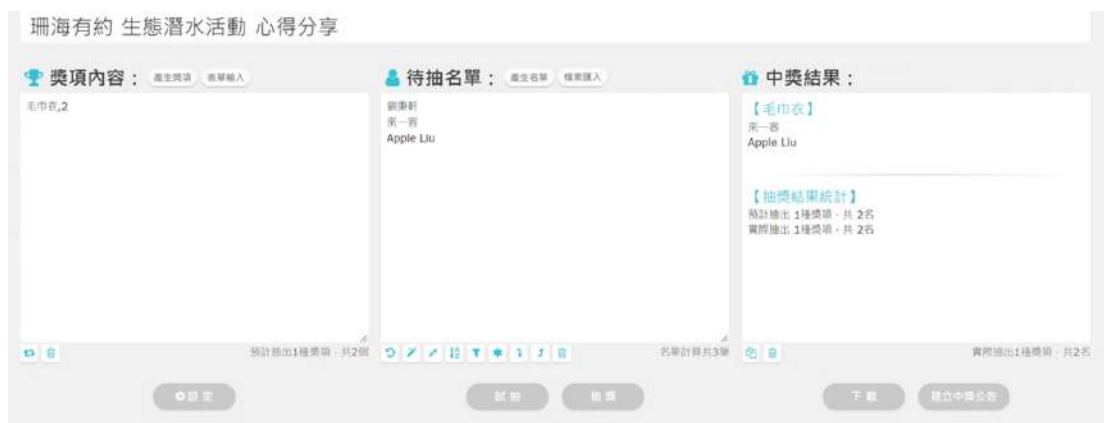 珊海有約 生態潛水活動 心得分享
獎項內容：
產生獎項
表單輸入
毛巾衣,2
預計抽出1種獎項，共2個
設定
待抽名單：
產生名單
檔案匯入
劉秉軒
來一客
Apple Liu
名單計算共3筆
試抽
抽獎
中獎結果：
【毛巾衣】
來一客
Apple Liu
【抽獎結果統計】
預計抽出 1種獎項，共 2名
實際抽出 1種獎項，共 2名
實際抽出1種獎項，共2名
下載
建立中獎公告